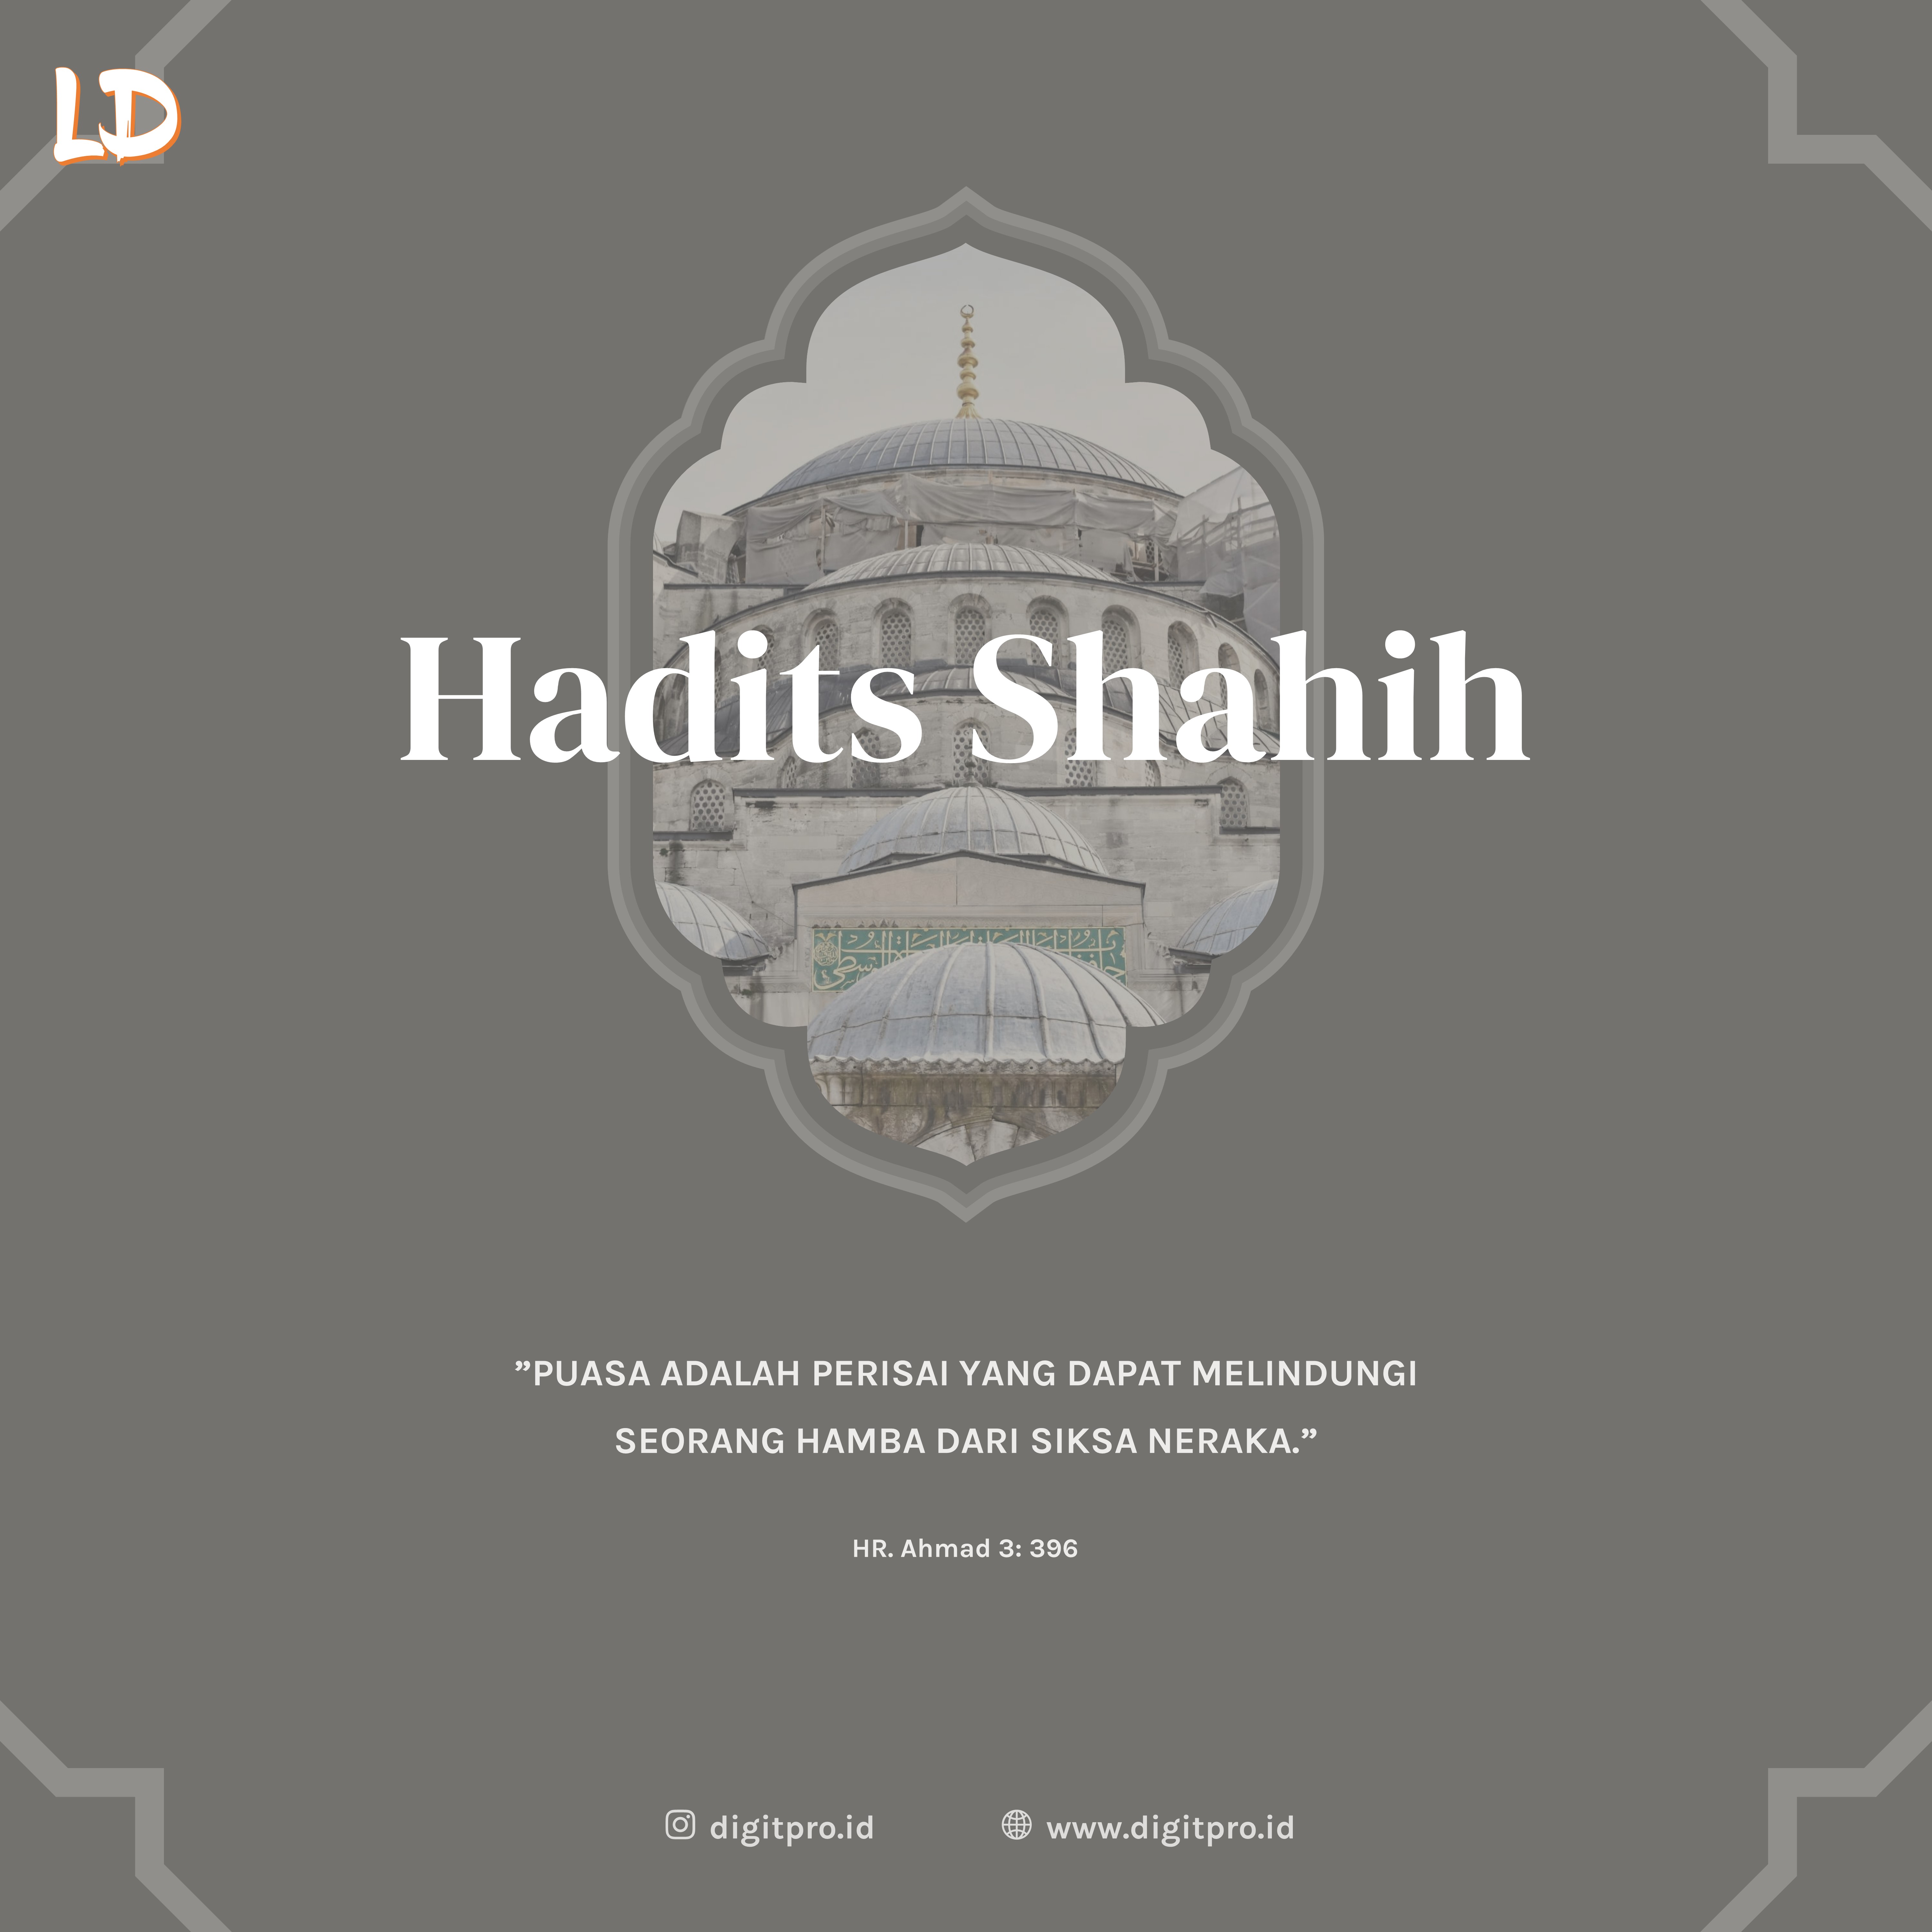 LD
Hadits Shahih
”PUASA ADALAH PERISAI YANG DAPAT MELINDUNGI
SEORANG HAMBA DARI SIKSA NERAKA.”
HR. Ahmad 3: 396
digitpro.id
www.digitpro.id